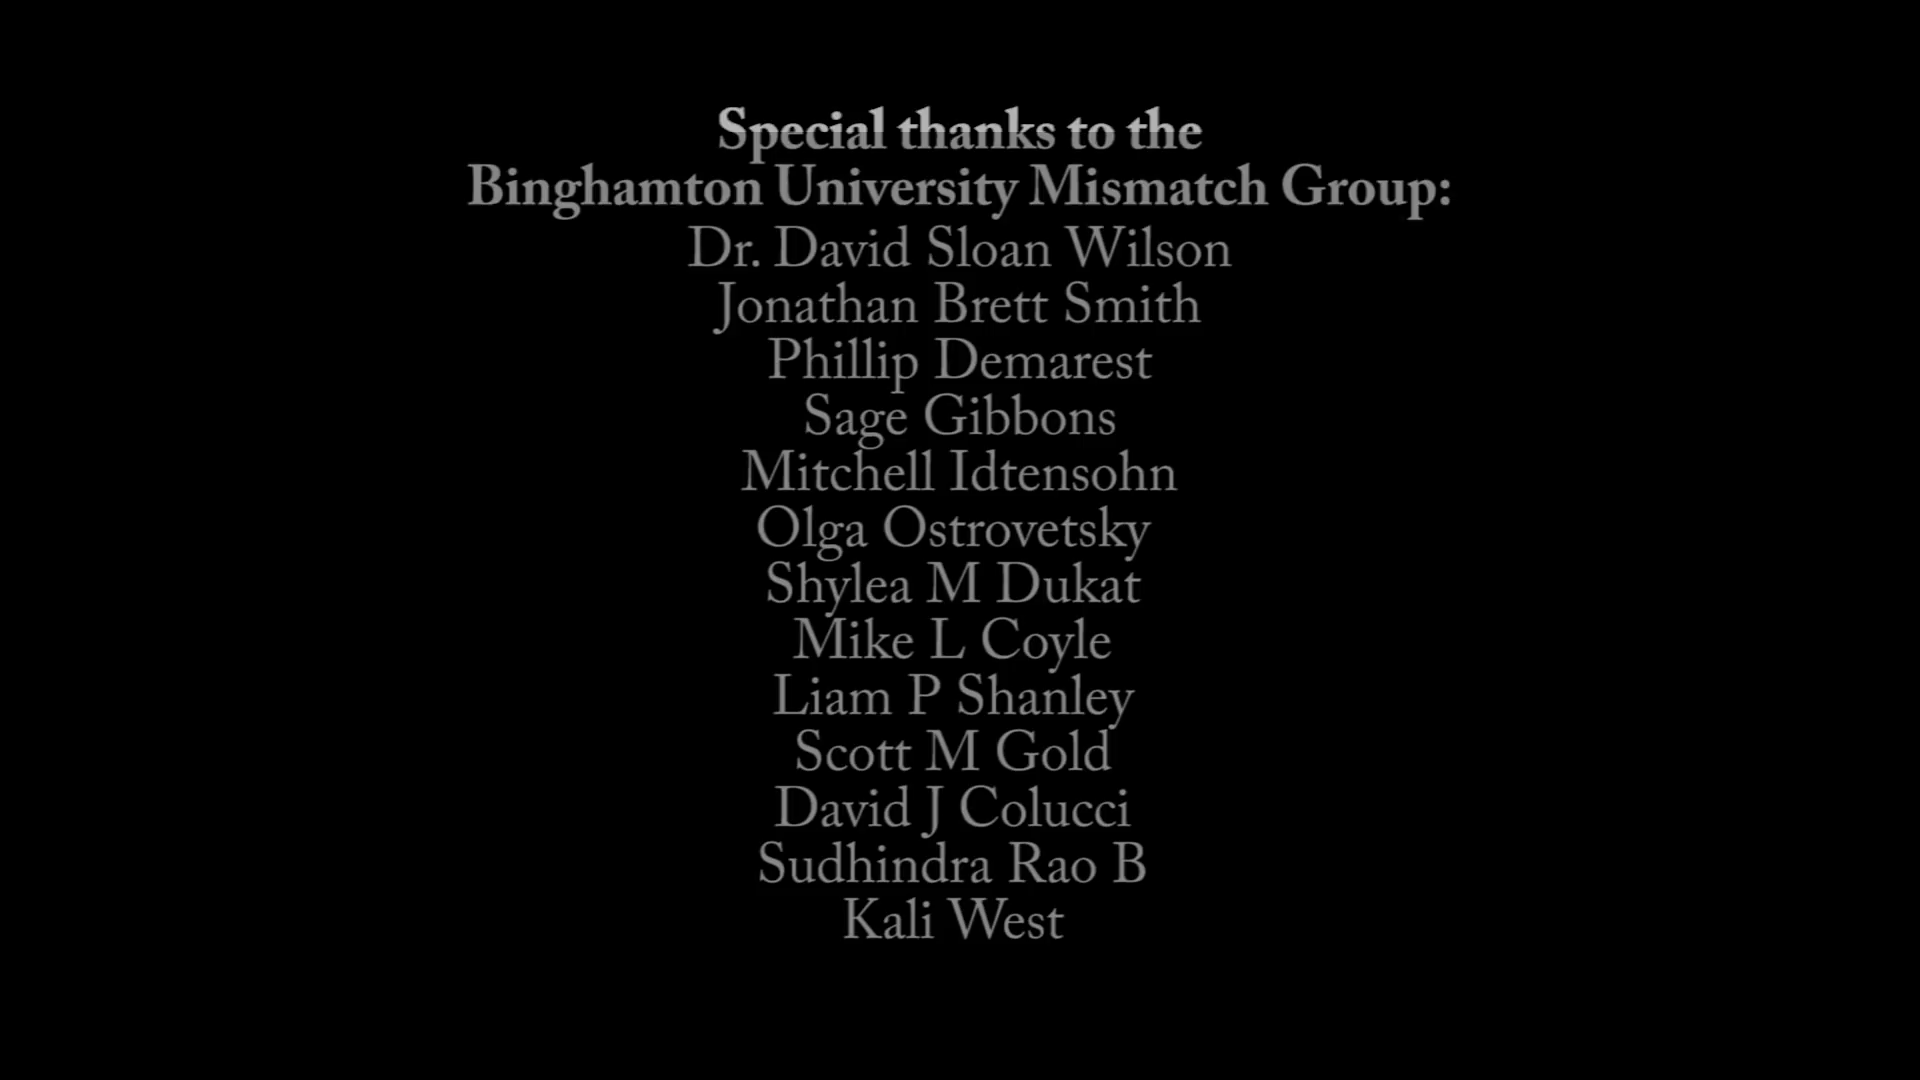 Special thanks to the
Binghamton University Mismatch Group:
Dr. David Sloan Wilson
Jonathan Brett Smith
Phillip Demarest
Sage Gibbons
Mitchell Idtensohn
Olga Ostrovetsky
Shylea M Dukat
Mike L Coyle
Liam P Shanley
Scott M Gold
David J Colucci
Sudhindra Rao B
Kali West